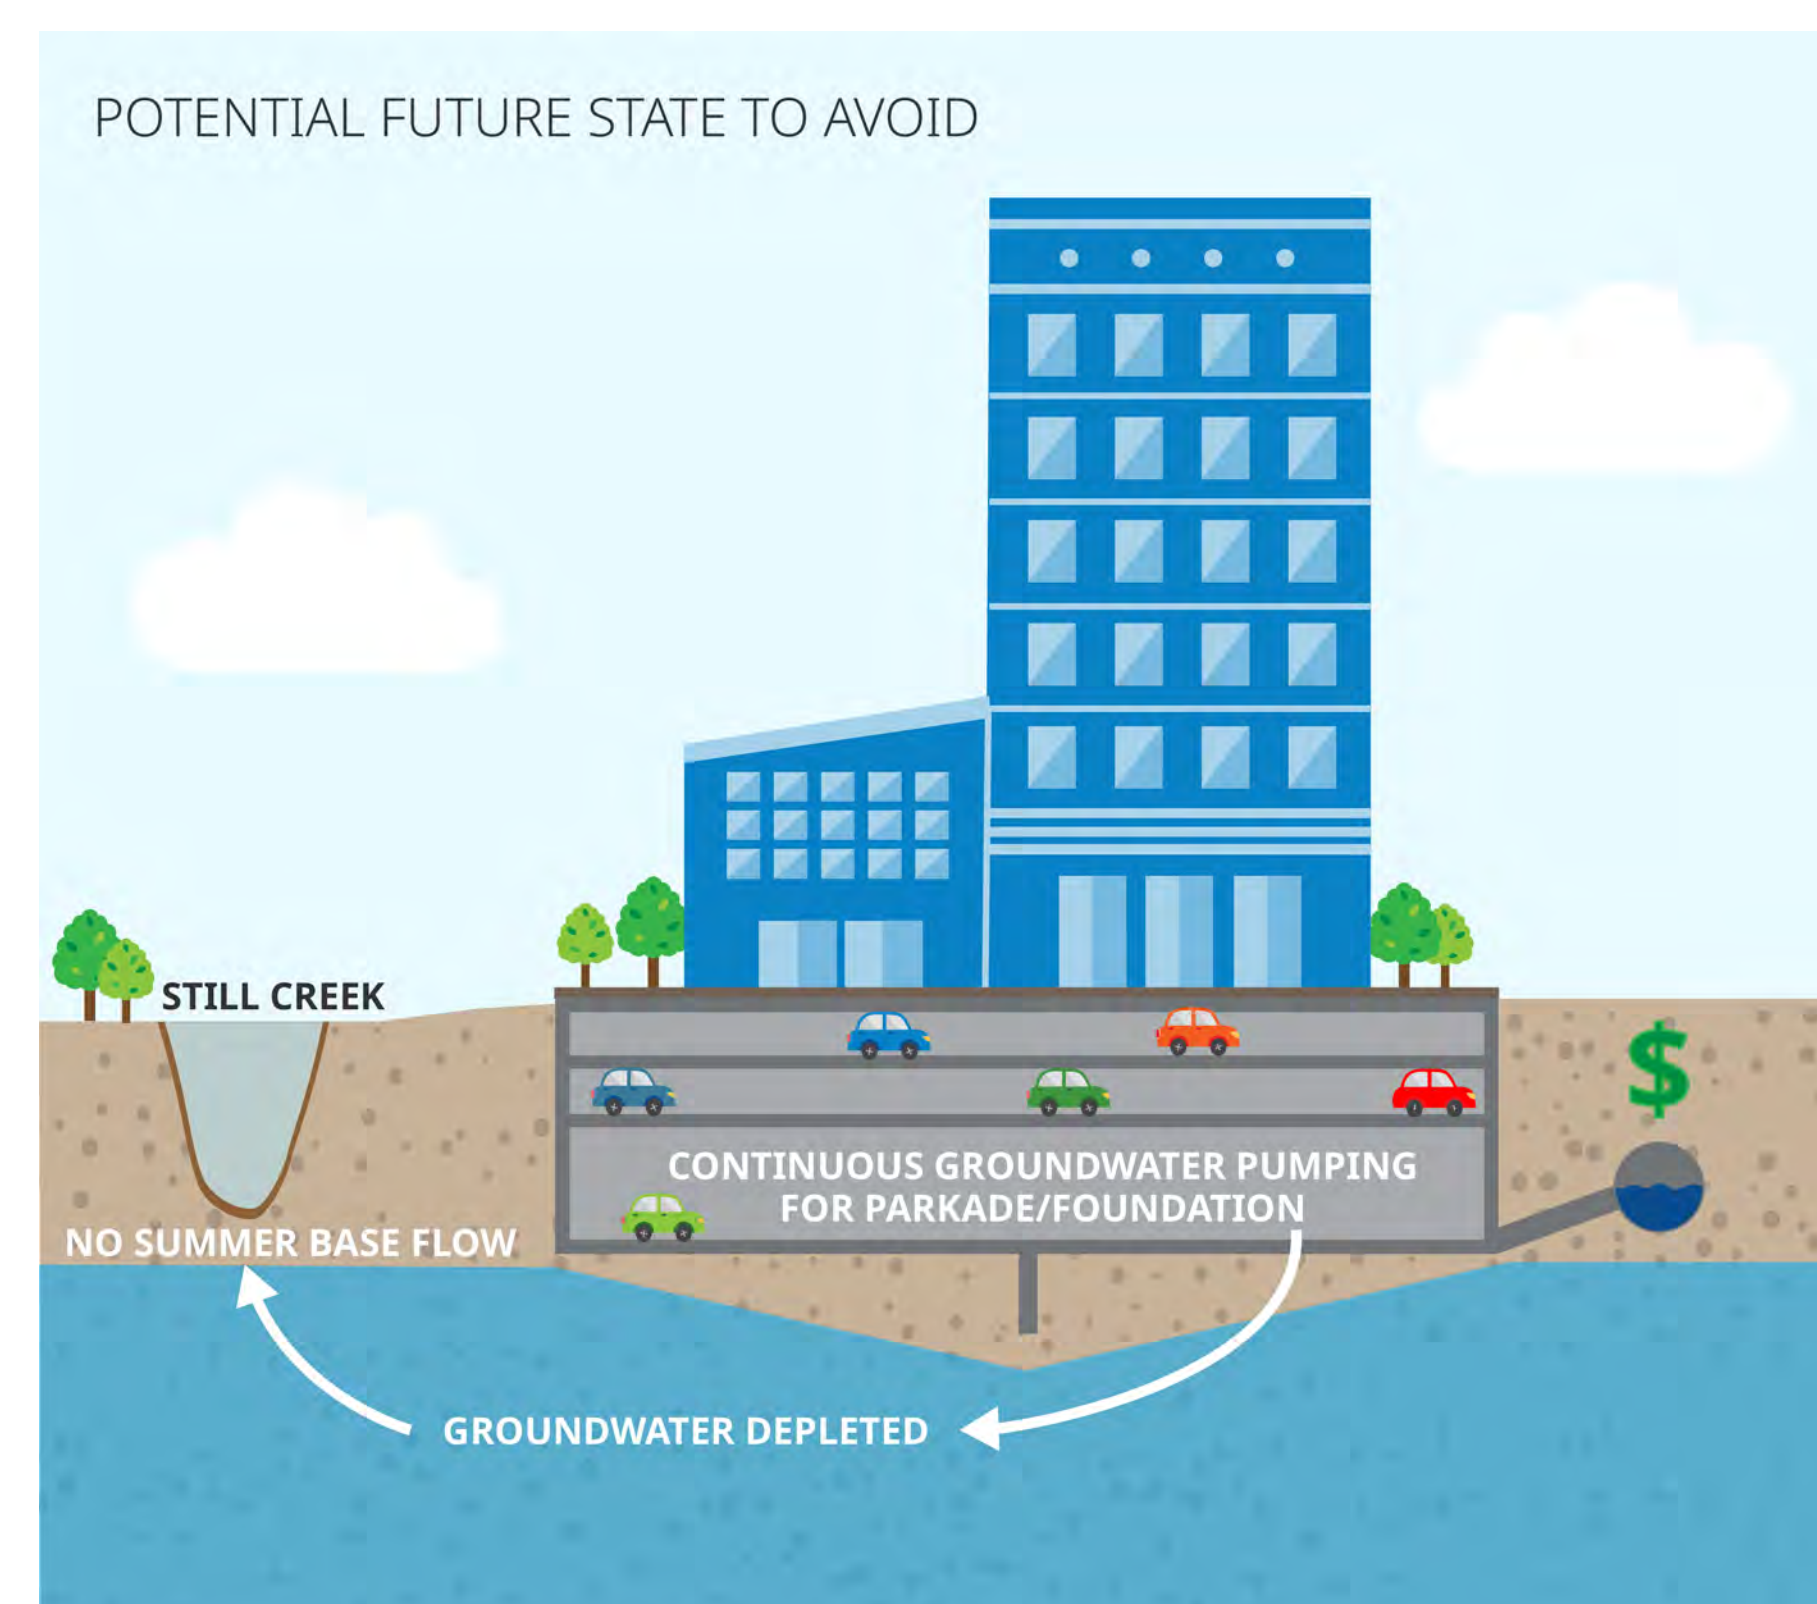 POTENTIAL FUTURE STATE TO AVOID
STILL CREEK
$
CONTINUOUS GROUNDWATER PUMPING
FOR PARKADE/FOUNDATION
NO SUMMER BASE FLOW
GROUNDWATER DEPLETED